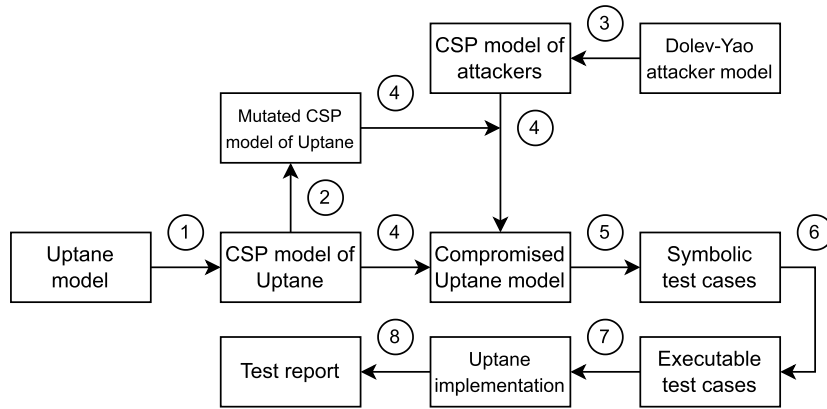 3
CSP model of
attackers
Dolev-Yao
attacker model
4
Mutated CSP
model of Uptane
4
2
1
4
5
6
Uptane
model
CSP model of
Uptane
Compromised
Uptane model
Symbolic
test cases
8
7
Test report
Uptane
implementation
Executable
test cases